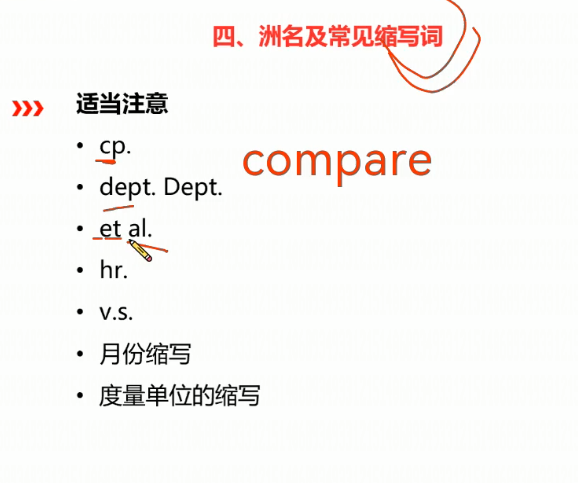 四、洲名及常见缩写词
适当注意
• cp.
compare
• dept. Dept.
• et al.
• hr.
• v.s.
• 月份缩写
• 度量单位的缩写